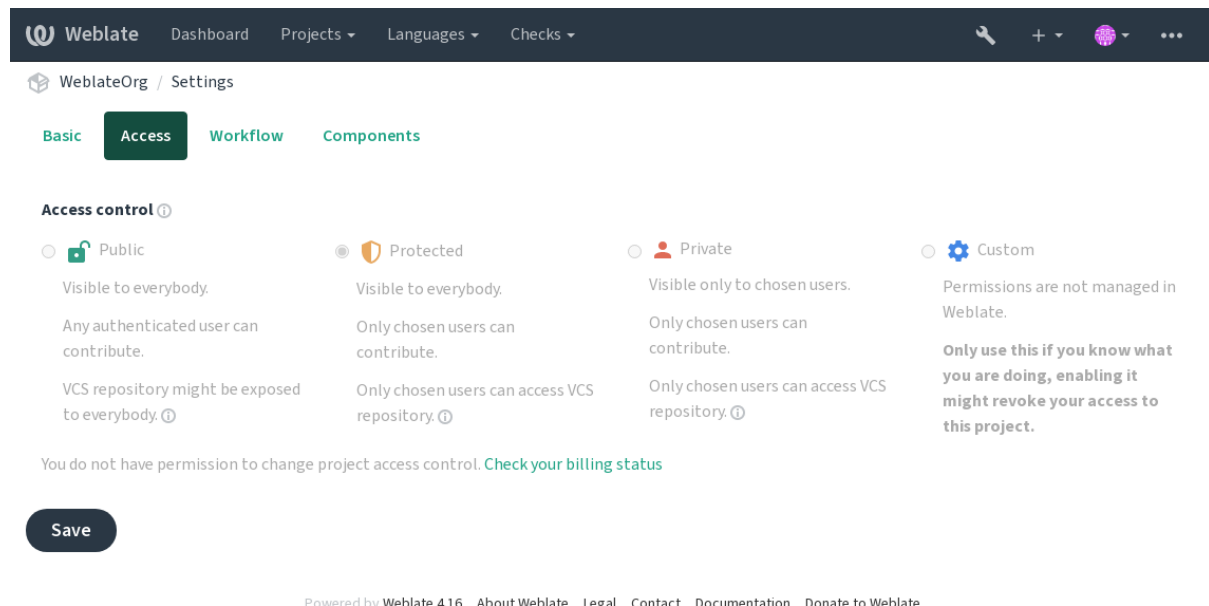 Weblate Dashboard Projects Languages Checks
WeblateOrg / Settings
Basic Access Workflow Components
Access control
Public
Visible to everybody.
Any authenticated user can
contribute.
VCS repository might be exposed
to everybody.
Protected
Visible to everybody.
Only chosen users can
contribute.
Only chosen users can access VCS
repository.
Private
Visible only to chosen users.
Only chosen users can
contribute.
Only chosen users can access VCS
repository.
Custom
Permissions are not managed in
Weblate.
Only use this if you know what
you are doing, enabling it
might revoke your access to
this project.
You do not have permission to change project access control. Check your billing status
Save
Powered by Weblate 4.16 About Weblate Legal Contact Documentation Donate to Weblate